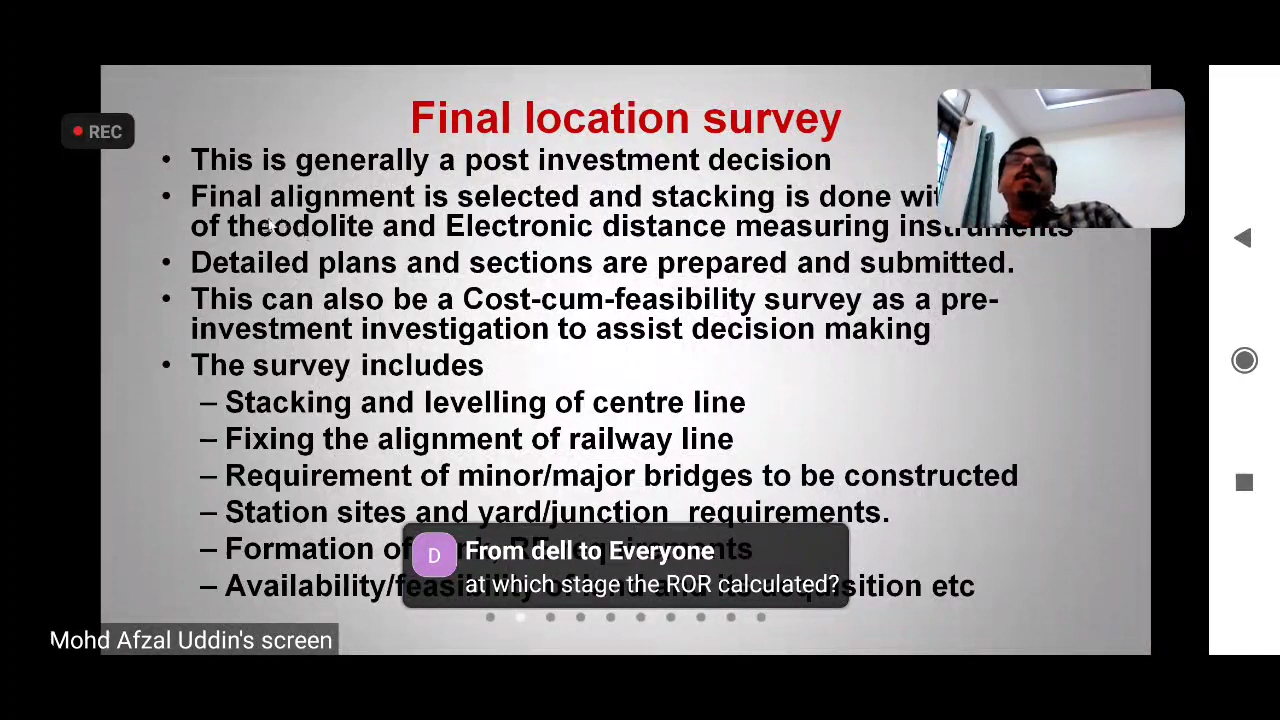 Final location survey
REC
• This is generally a post investment decision
• Final alignment is selected and stacking is done
of theodolite and Electronic distance measuring instruments
• Detailed plans and sections are prepared and submitted.
• This can also be a Cost-cum-feasibility survey as a pre-
investment investigation to assist decision making
• The survey includes
– Stacking and levelling of centre line
– Fixing the alignment of railway line
– Requirement of minor/major bridges to be constructed
– Station sites and yard/junction requirements.
– Formation of
D
From dell to Everyone
at which stage the ROR calculated?
– Availability/feasibility of land and its acquisition etc
Mohd Afzal Uddin's screen